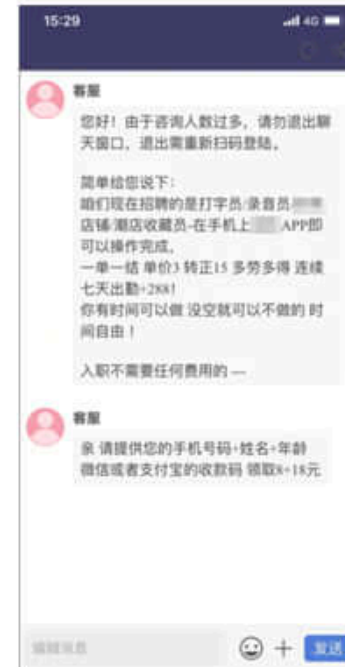 15:29
4G
客服
您好！由于咨询人数过多，请勿退出聊
天窗口，退出需重新扫码登陆。
简单给您说下：
咱们现在招聘的是打字员/录音员/
店铺/潮店收藏员-在手机上 APP即
可以操作完成。
一单一结 单价3 转正15 多劳多得 连续
七天出勤+288！
你有时间可以做 没空就可以不做的 时
间自由！
入职不需要任何费用的 —
客服
亲 请提供您的手机号码+姓名+年龄
微信或者支付宝的收款码 领取8+18元
编辑消息
发送